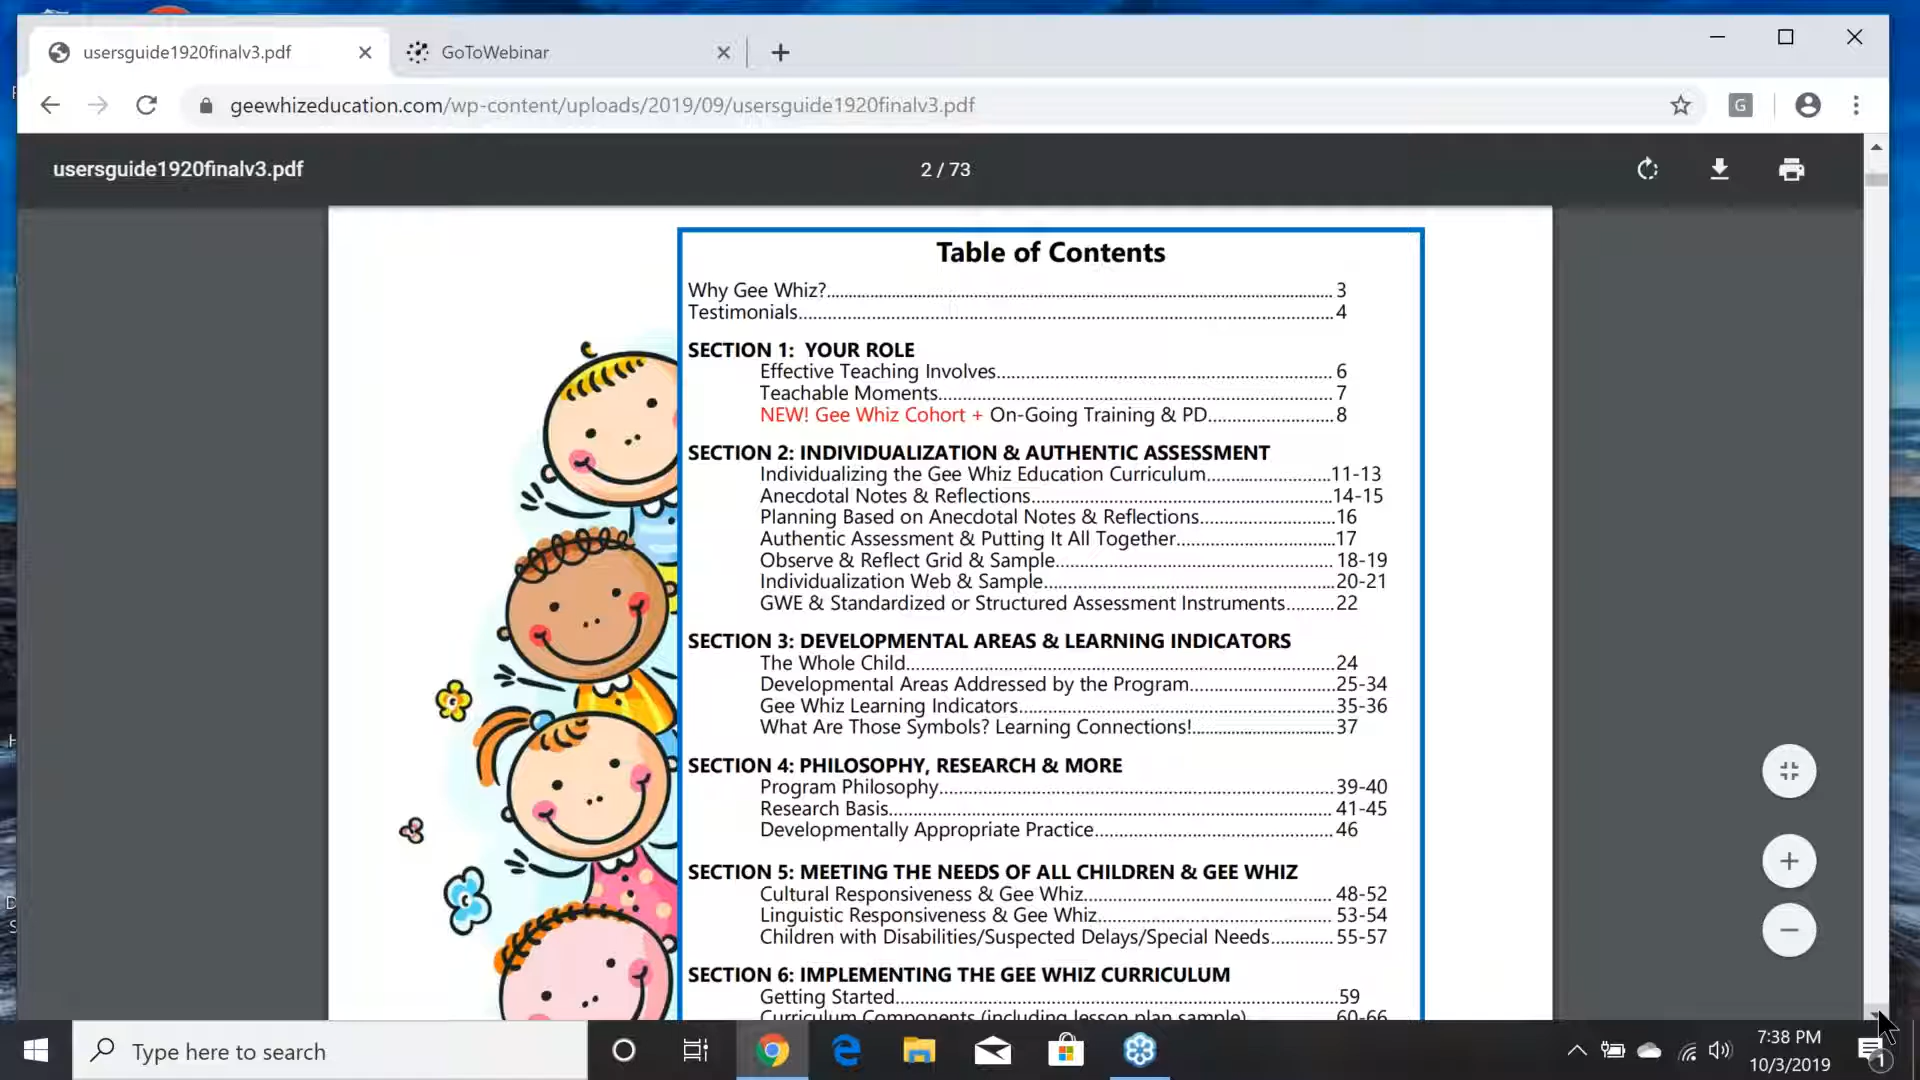 usersguide1920finalv3.pdf
GoToWebinar
geewhizeducation.com/wp-content/uploads/2019/09/usersguide1920finalv3.pdf
G
usersguide1920finalv3.pdf
2 / 73
Table of Contents
Why Gee Whiz?.......... 3
Testimonials.......... 4
SECTION 1: YOUR ROLE
Effective Teaching Involves.......... 6
Teachable Moments.......... 7
NEW! Gee Whiz Cohort + On-Going Training & PD.......... 8
SECTION 2: INDIVIDUALIZATION & AUTHENTIC ASSESSMENT
Individualizing the Gee Whiz Education Curriculum.......... 11-13
Anecdotal Notes & Reflections.......... 14-15
Planning Based on Anecdotal Notes & Reflections.......... 16
Authentic Assessment & Putting It All Together.......... 17
Observe & Reflect Grid & Sample.......... 18-19
Individualization Web & Sample.......... 20-21
GWE & Standardized or Structured Assessment Instruments.......... 22
SECTION 3: DEVELOPMENTAL AREAS & LEARNING INDICATORS
The Whole Child.......... 24
Developmental Areas Addressed by the Program.......... 25-34
Gee Whiz Learning Indicators.......... 35-36
What Are Those Symbols? Learning Connections!.......... 37
SECTION 4: PHILOSOPHY, RESEARCH & MORE
Program Philosophy.......... 39-40
Research Basis.......... 41-45
Developmentally Appropriate Practice.......... 46
SECTION 5: MEETING THE NEEDS OF ALL CHILDREN & GEE WHIZ
Cultural Responsiveness & Gee Whiz.......... 48-52
Linguistic Responsiveness & Gee Whiz.......... 53-54
Children with Disabilities/Suspected Delays/Special Needs.......... 55-57
SECTION 6: IMPLEMENTING THE GEE WHIZ CURRICULUM
Getting Started.......... 59
Curriculum Components (including lesson plan sample).......... 60-66
Type here to search
7:38 PM
10/3/2019
1